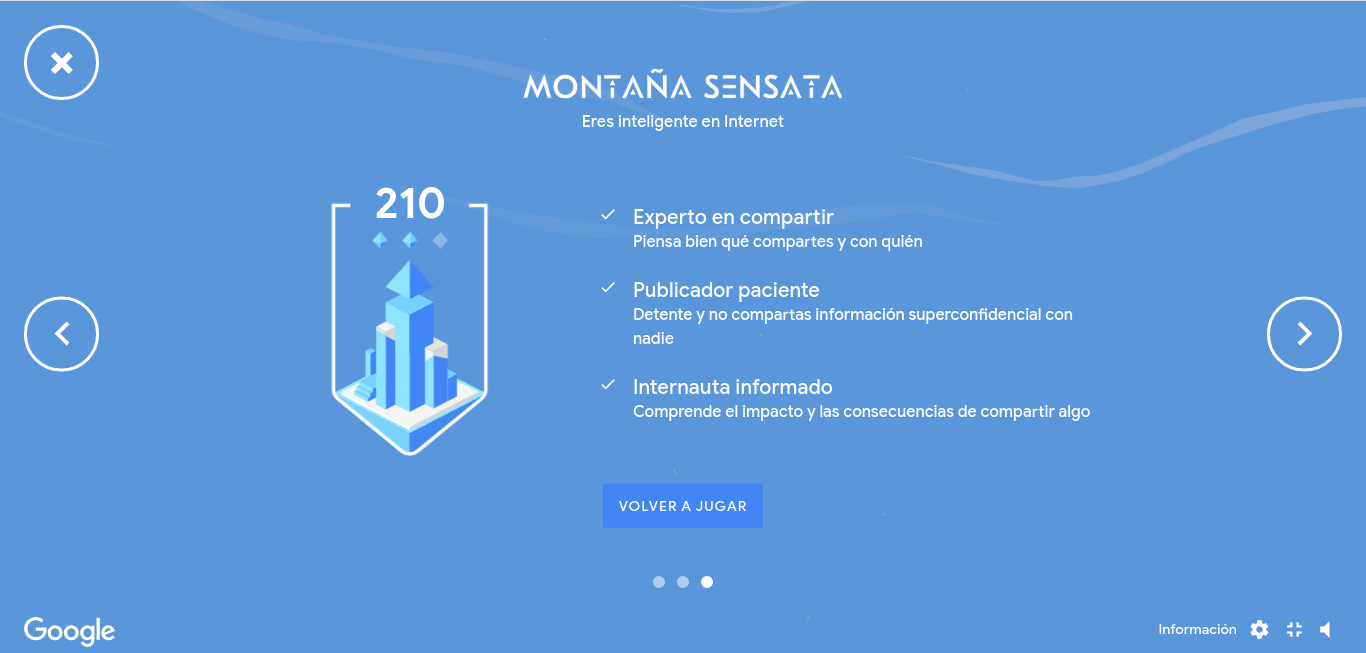 MONTAÑA SENSATA
Eres inteligente en Internet
210
Experto en compartir
Piensa bien qué compartes y con quién
Publicador paciente
Detente y no compartas información superconfidencial con
nadie
Internauta informado
Comprende el impacto y las consecuencias de compartir algo
VOLVER A JUGAR
Google
Información